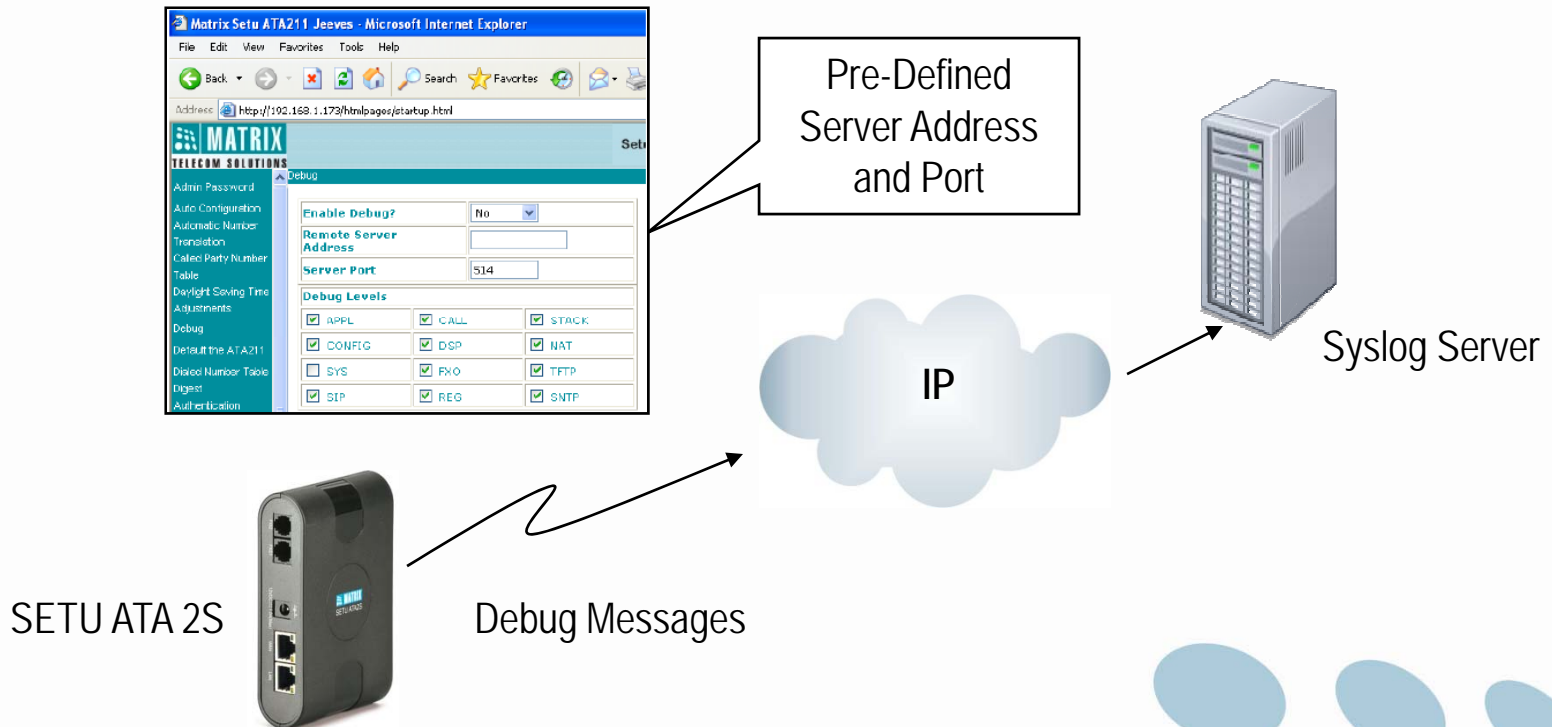 Matrix Setu ATA211 Jeeves - Microsoft Internet Explorer
File Edit View Favorites Tools Help
Back Search Favorites
Address http://192.168.1.173/htmlpages/startup.html
MATRIX
TELECOM SOLUTIONS
Debug
Admin Password
Auto Configuration
Automatic Number
Translation
Called Party Number
Table
Daylight Saving Time
Adjustments
Debug
Default the ATA211
Dialed Number Table
Digest
Authentication
Enable Debug? No
Remote Server
Address
Server Port 514
Debug Levels
APPL CALL STACK
CONFIG DSP NAT
SYS FXO TFTP
SIP REG SNTP
Pre-Defined
Server Address
and Port
Syslog Server
IP
SETU ATA 2S
MATRIX
SETU ATA2S
Debug Messages